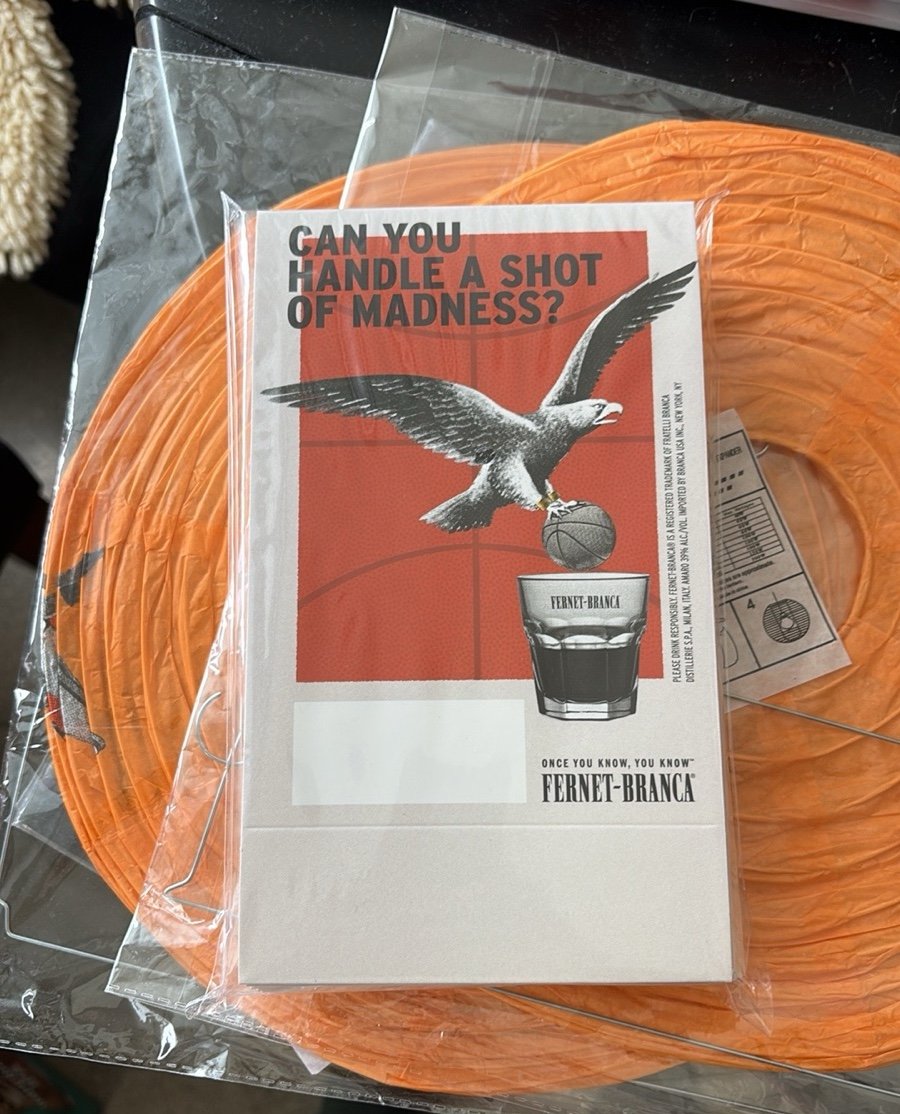 CAN YOU
HANDLE A SHOT
OF MADNESS?
FERNET-BRANCA
PLEASE DRINK RESPONSIBLY. FERNET-BRANCA® IS A REGISTERED TRADEMARK OF FRATELLI BRANCA
DISTILLERIE S.P.A., MILAN, ITALY. AMARO 39% ALC./VOL. IMPORTED BY BRANCA USA INC., NEW YORK, NY
ONCE YOU KNOW, YOU KNOW™
FERNET-BRANCA®
4